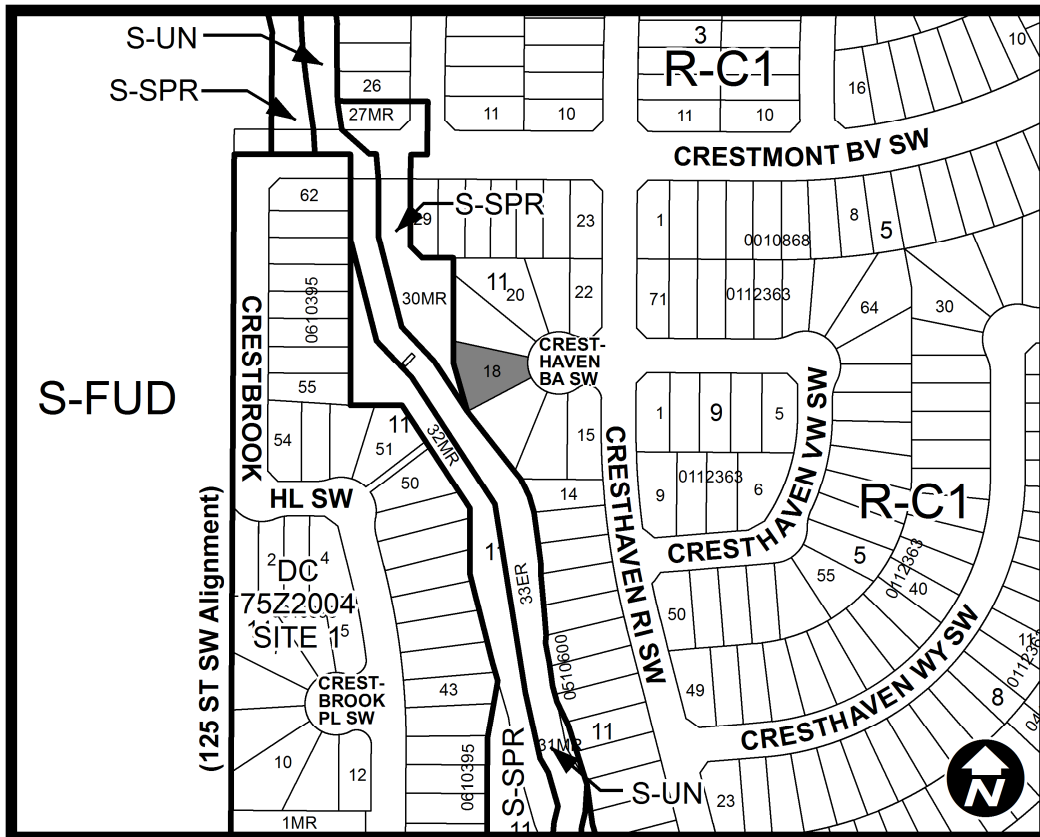 S-UN
S-SPR
26
27MR
11
10
3
R-C1
11
10
16
10
CRESTMONT BV SW
62
29
S-SPR
23
1
0010868
8
5
0610395
CRESTBROOK
30MR
11
20
22
71
0112363
64
30
S-FUD
55
18
CREST-
HAVEN
BA SW
54
11
51
32MR
15
1
9
5
CRESTHAVEN VW SW
50
14
9
0112363
6
R-C1
HL SW
CRESTHAVEN RI SW
CRESTHAVEN VW SW
(125 ST SW Alignment)
2
DC
4
75Z2004
SITE 1
5
33ER
50
55
5
0112363
40
CREST-
BROOK
PL SW
43
0510600
49
CRESTHAVEN WY SW
11
8
10
12
0610395
S-SPR
31MR
11
S-UN
23
1MR
11
N